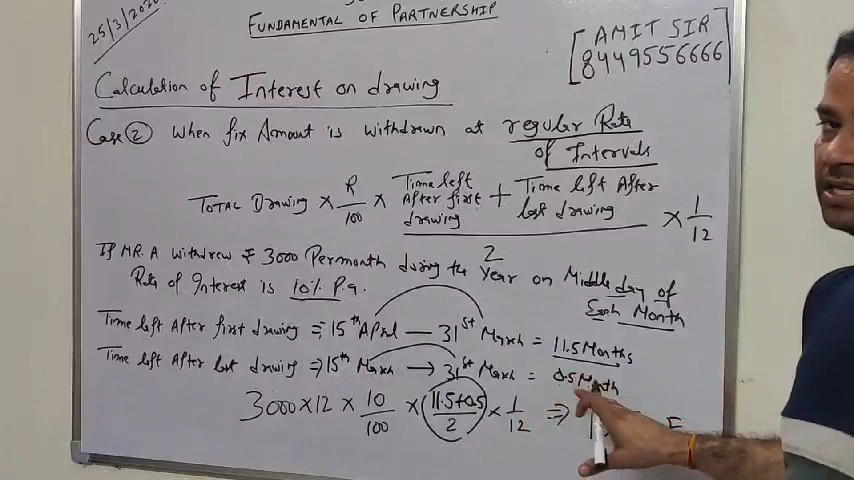 25/3/2020
FUNDAMENTAL OF PARTNERSHIP
[AMIT SIR
8449556666]
Calculation of Interest on drawing
Case ② When fix Amount is withdrawn at regular Rate
of Intervals
TOTAL Drawing × R/100 × (Time left After first drawing + Time left After last drawing)/2 × 1/12
If MR. A withdrew ₹ 3000 Per month during the Year on Middle day of
Each Month
Rate of Interest is 10% P.a.
Time left After first drawing ⇒ 15th April — 31st March = 11.5 Months
Time left After last drawing ⇒ 15th March → 31st March = 0.5 Month
3000 × 12 × 10/100 × (11.5+0.5)/2 × 1/12 ⇒